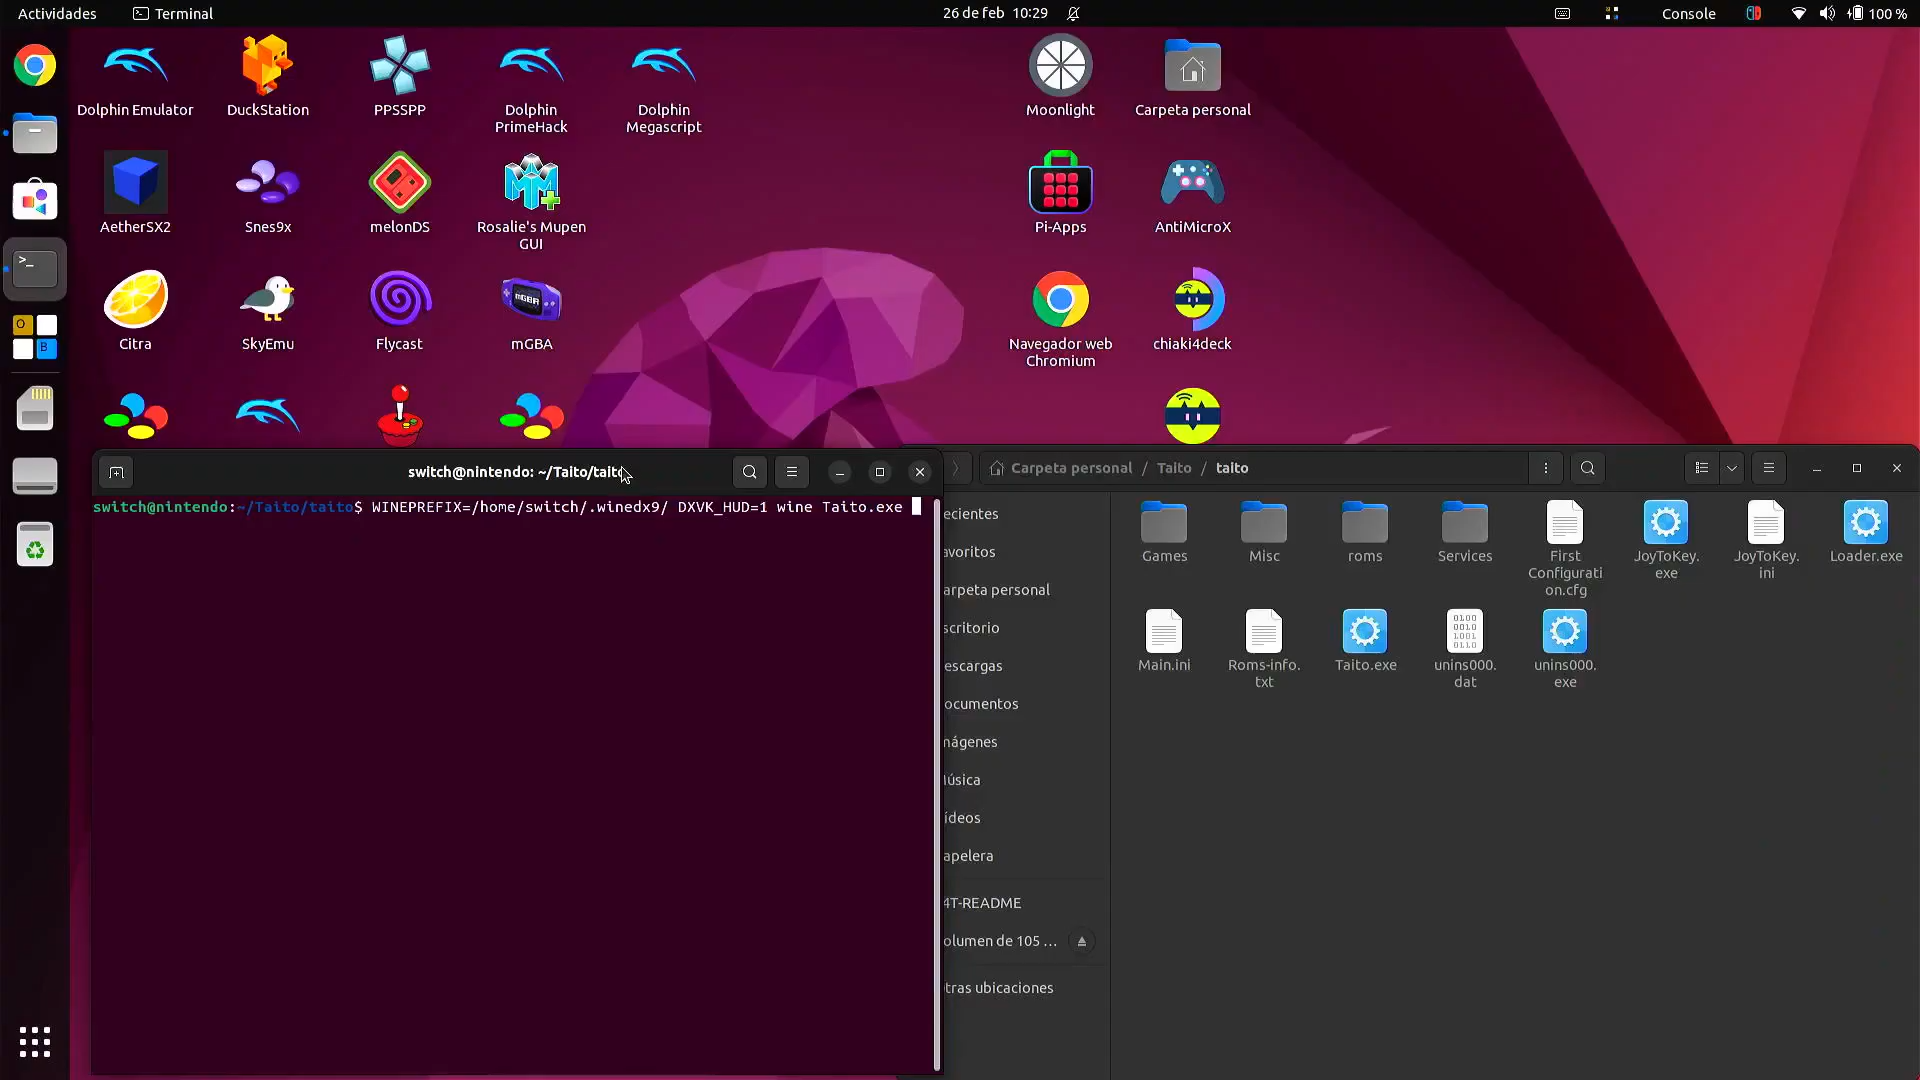 Actividades
Terminal
26 de feb 10:29
Console
100 %
Dolphin Emulator
DuckStation
PPSSPP
Dolphin
PrimeHack
Dolphin
Megascript
Moonlight
Carpeta personal
AetherSX2
Snes9x
melonDS
Rosalie's Mupen
GUI
Pi-Apps
AntiMicroX
Citra
SkyEmu
Flycast
mGBA
Navegador web
Chromium
chiaki4deck
switch@nintendo: ~/Taito/taito
switch@nintendo:~/Taito/taito$ WINEPREFIX=/home/switch/.winedx9/ DXVK_HUD=1 wine Taito.exe
Carpeta personal / Taito / taito
ecientes
avoritos
arpeta personal
scritorio
escargas
ocumentos
mágenes
úsica
ídeos
apelera
4T-README
olumen de 105 ...
tras ubicaciones
Games
Misc
roms
Services
First
Configurati
on.cfg
JoyToKey.
exe
JoyToKey.
ini
Loader.exe
Main.ini
Roms-info.
txt
Taito.exe
unins000.
dat
unins000.
exe